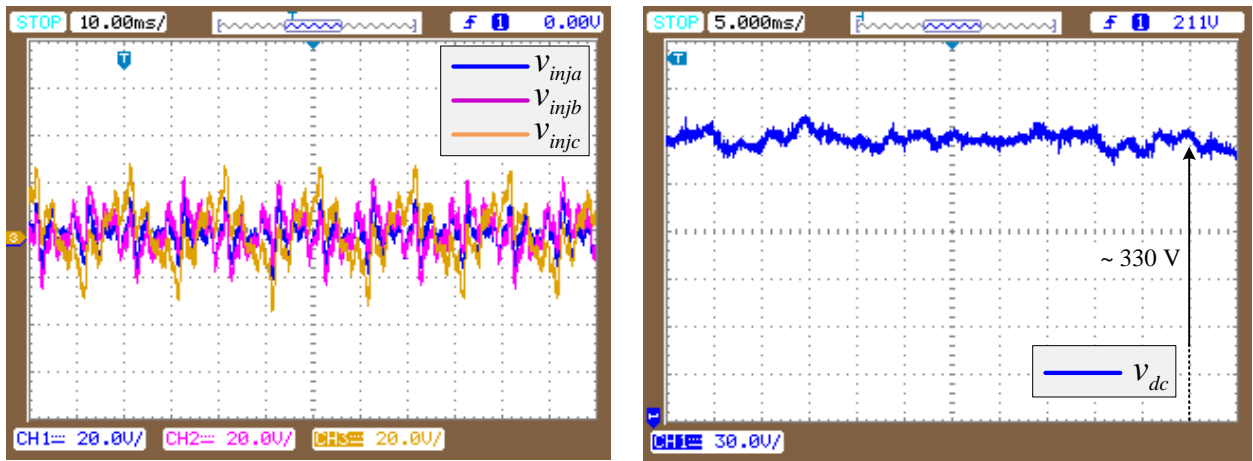 STOP 10.00ms/ T f 1 0.00V
T
v_inja
v_injb
v_injc
3
CH1 20.0V/ CH2 20.0V/ CH3 20.0V/
STOP 5.000ms/ f 1 211V
T
~ 330 V
v_dc
1
CH1 30.0V/